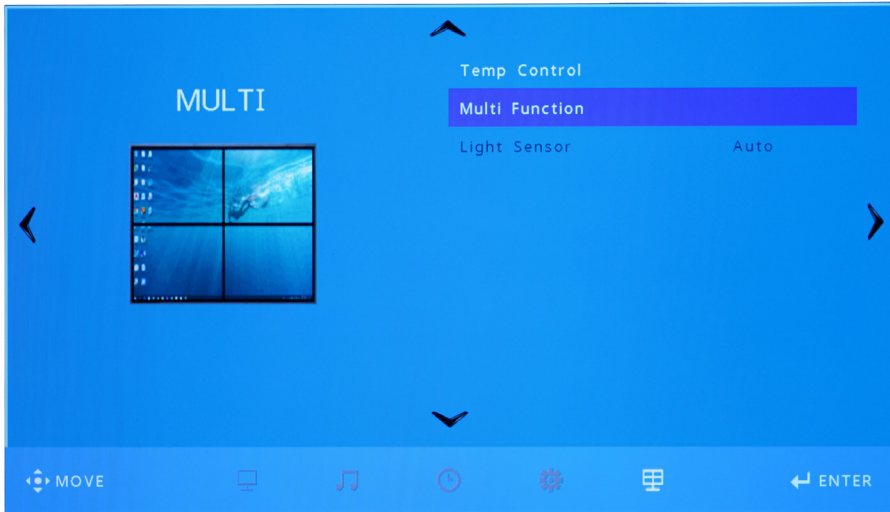 MULTI
Temp Control
Multi Function
Light Sensor Auto
MOVE
ENTER